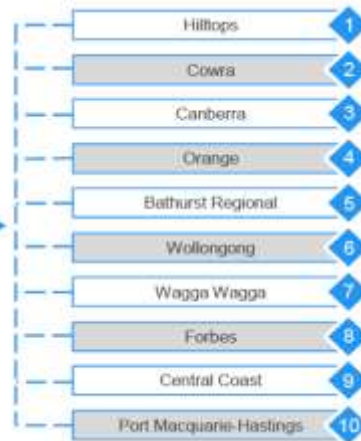 Hilltops 1
Cowra 2
Canberra 3
Orange 4
Bathurst Regional 5
Wollongong 6
Wagga Wagga 7
Forbes 8
Central Coast 9
Port Macquarie-Hastings 10